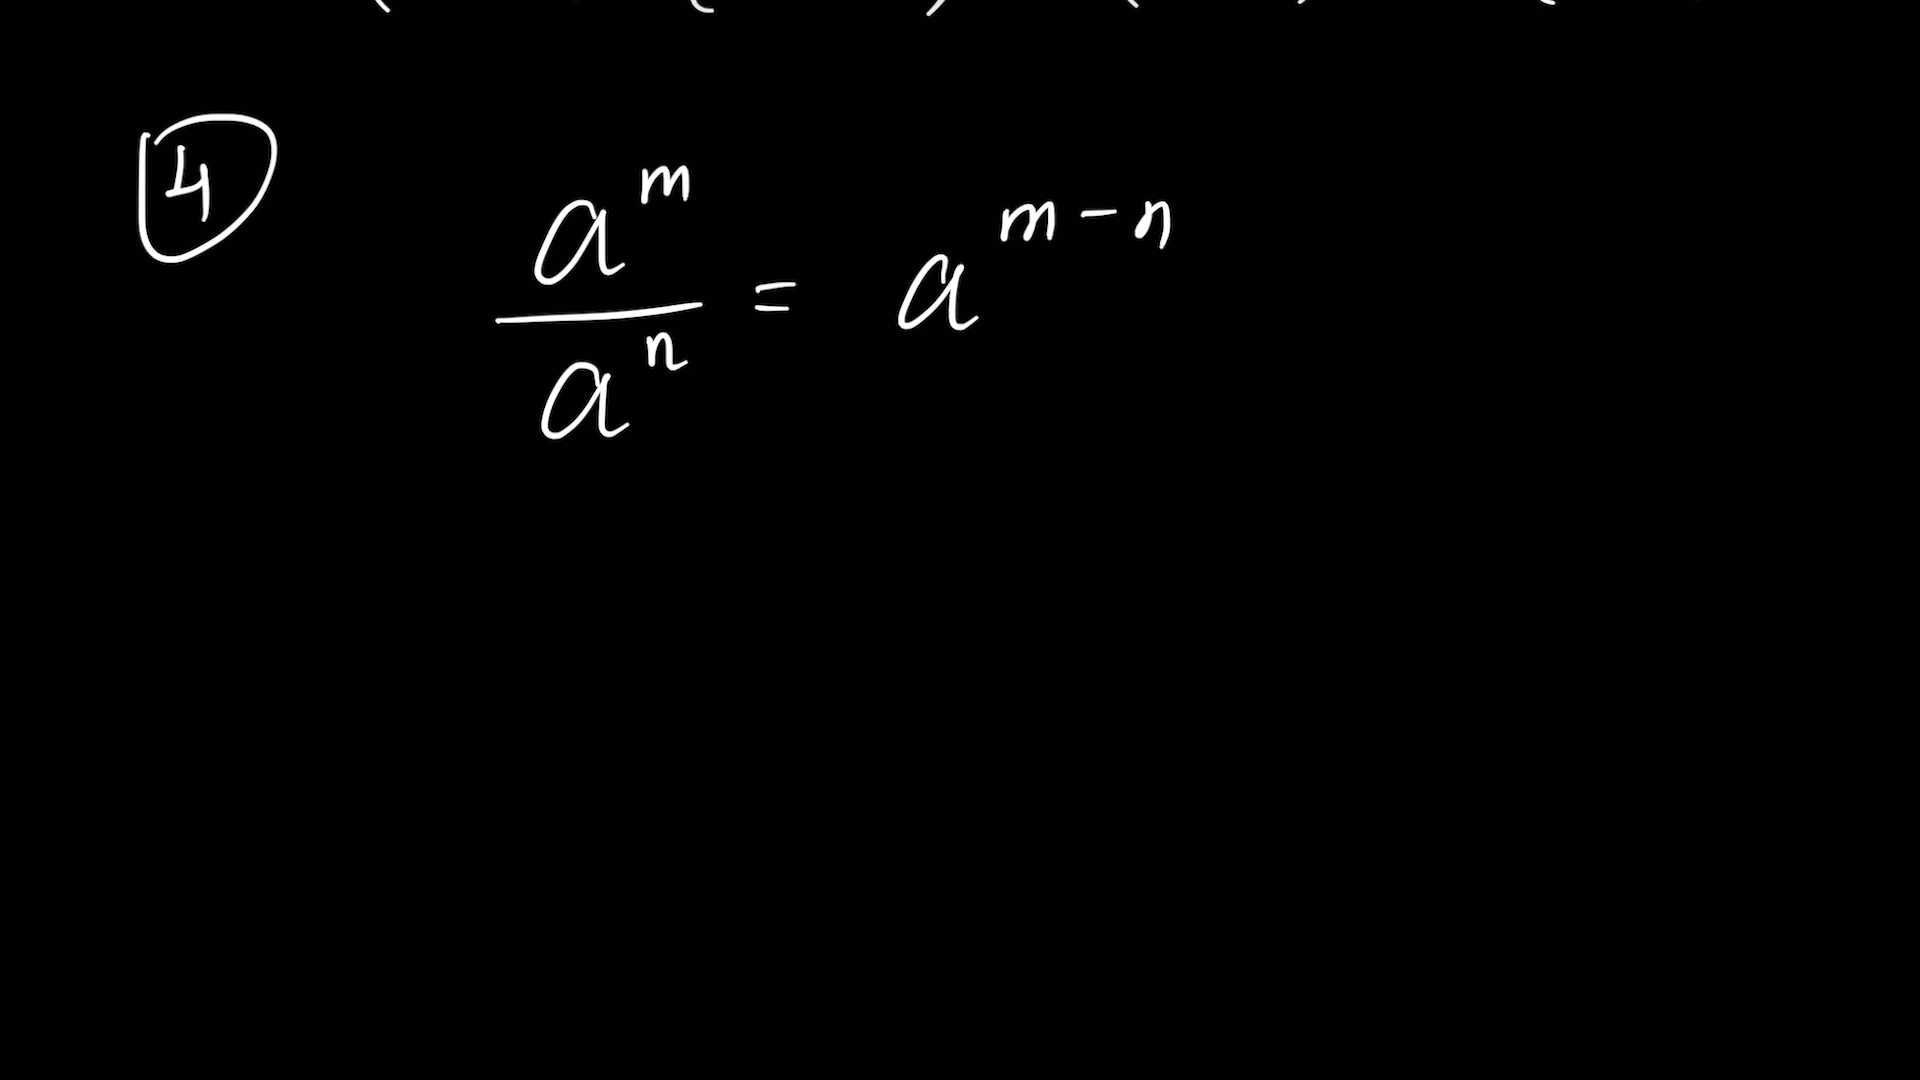 ④
a^m / a^n = a^(m-n)